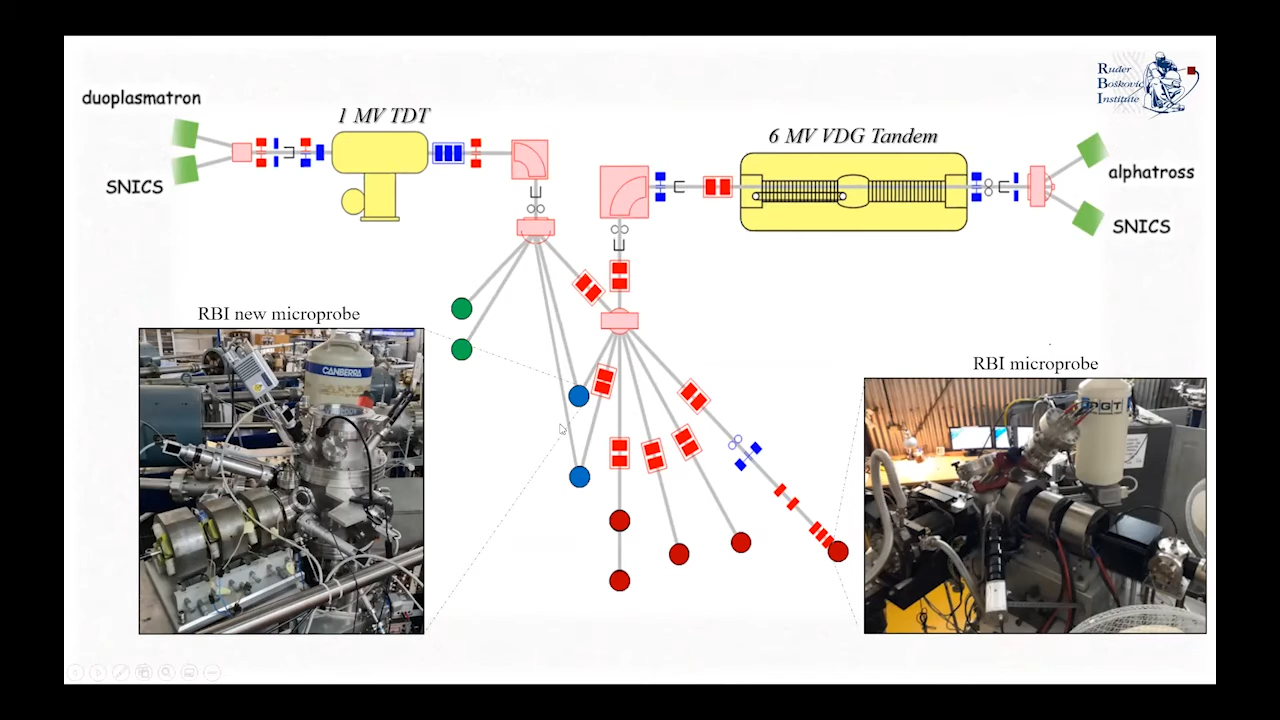 duoplasmatron
1 MV TDT
SNICS
Ruđer
Bošković
Institute
6 MV VDG Tandem
alphatross
SNICS
RBI new microprobe
CANBERRA
RBI microprobe
PGT